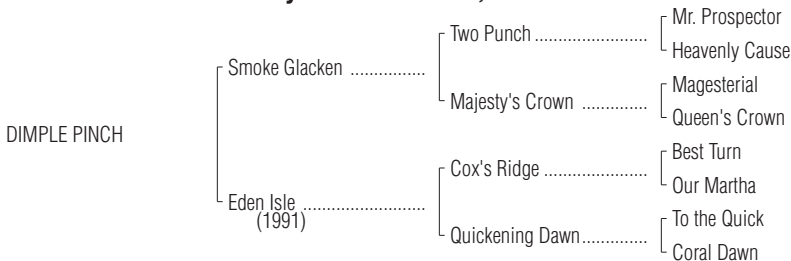 Mr. Prospector
Two Punch ........................
Heavenly Cause
Smoke Glacken ................
Magesterial
Majesty's Crown ..............
Queen's Crown
DIMPLE PINCH
Best Turn
Cox's Ridge ......................
Our Martha
Eden Isle ..........................
(1991)
To the Quick
Quickening Dawn..............
Coral Dawn